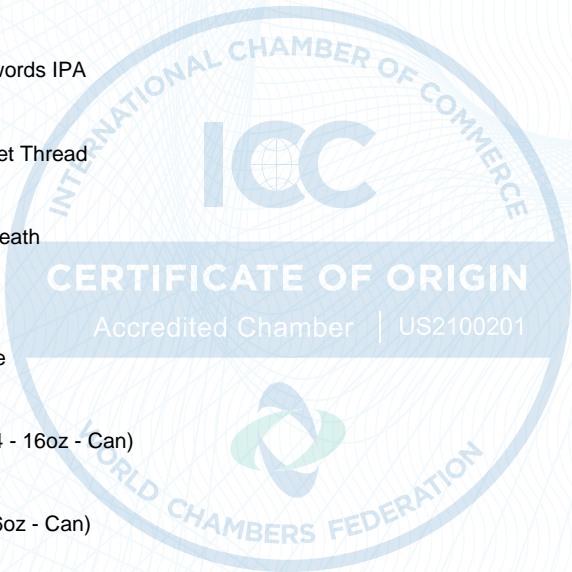 INTERNATIONAL CHAMBER OF COMMERCE
words IPA
et Thread
ICC
eath
CERTIFICATE OF ORIGIN
Accredited Chamber | US2100201
e
- 16oz - Can)
6oz - Can)
WORLD CHAMBERS FEDERATION